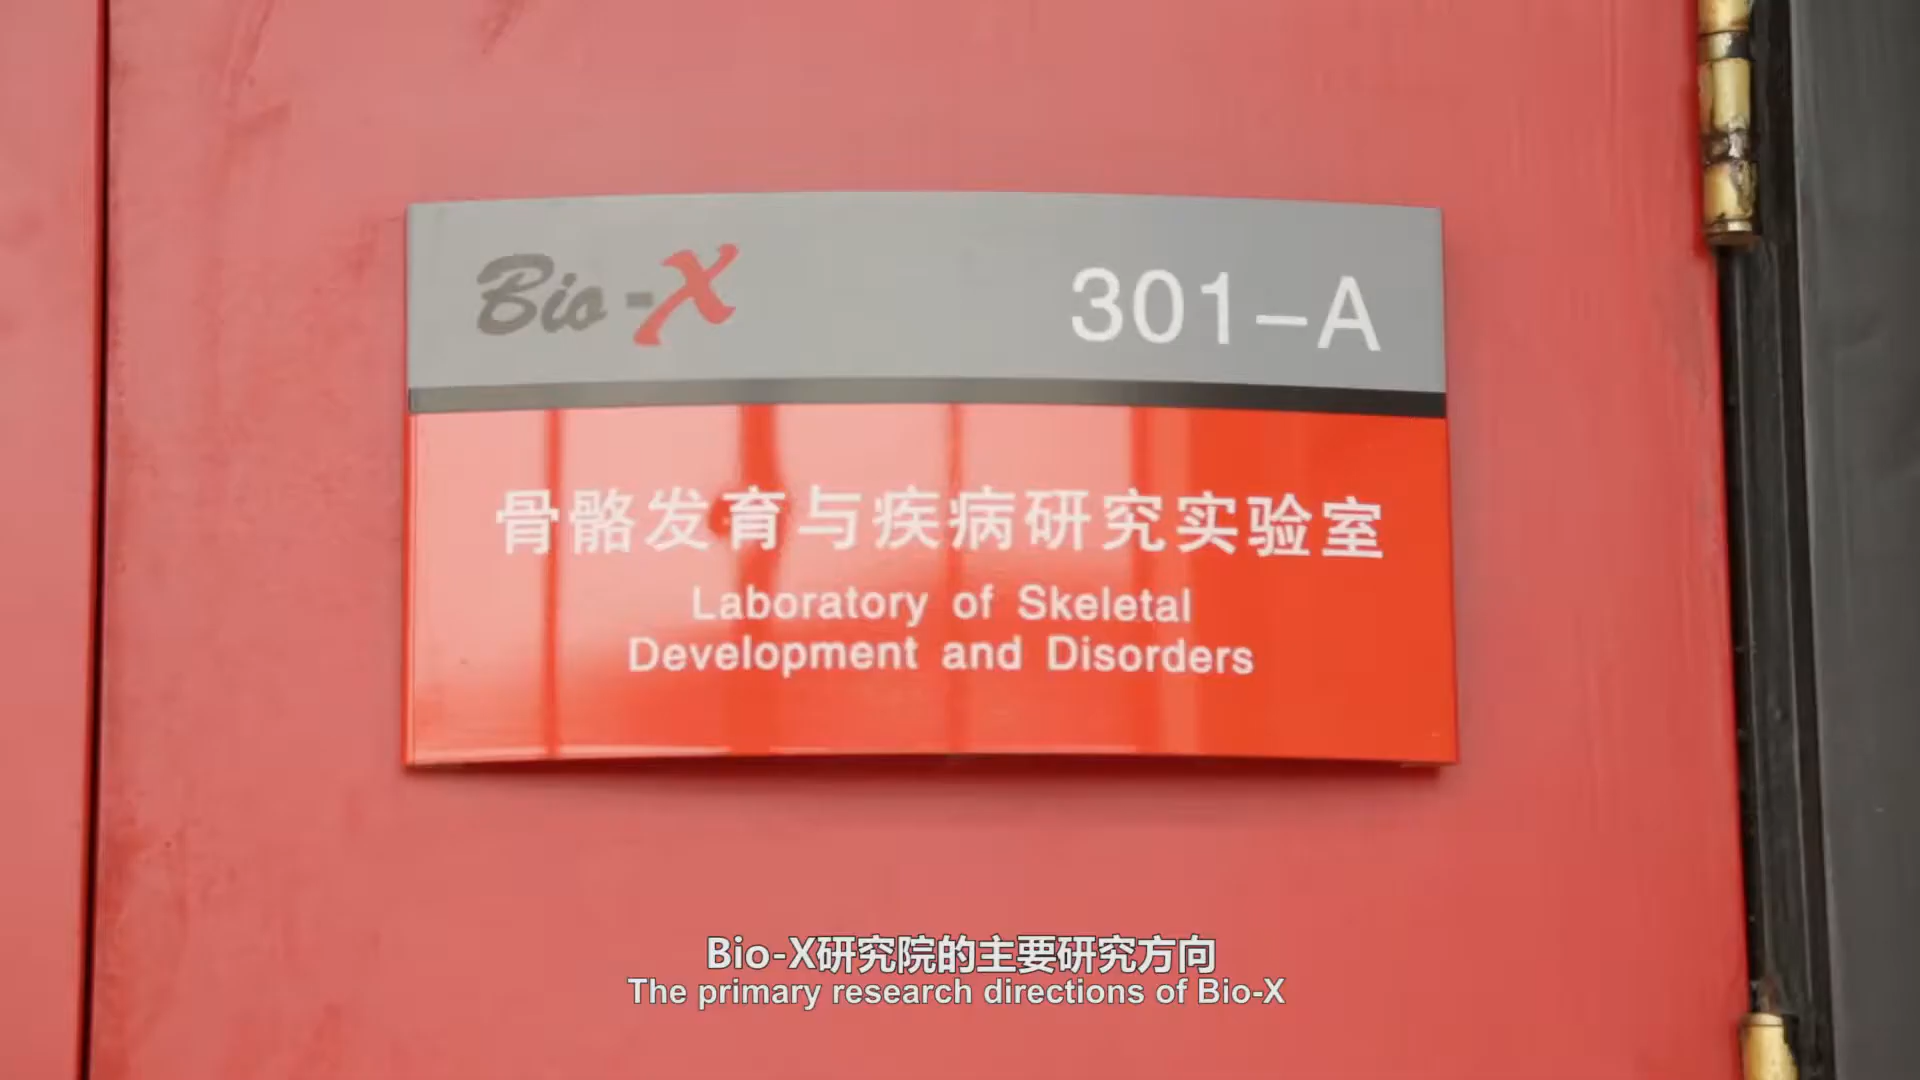 Bio-X
301-A
骨骼发育与疾病研究实验室
Laboratory of Skeletal
Development and Disorders
Bio-X研究院的主要研究方向
The primary research directions of Bio-X